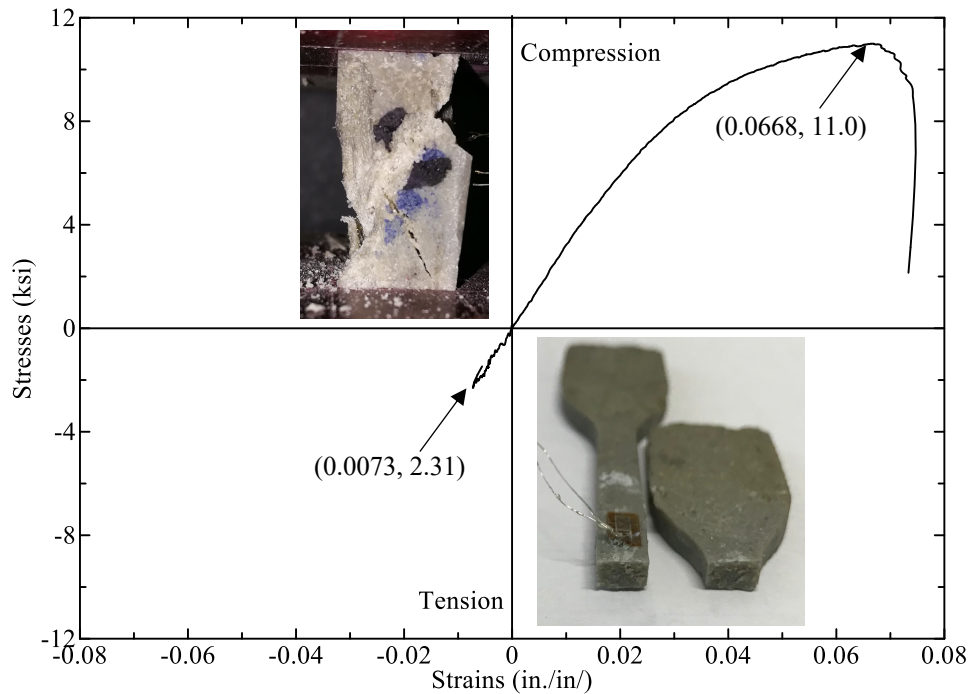 12
8
4
0
-4
-8
-12
Stresses (ksi)
Compression
(0.0668, 11.0)
(0.0073, 2.31)
Tension
-0.08 -0.06 -0.04 -0.02 0 0.02 0.04 0.06 0.08
Strains (in./in/)